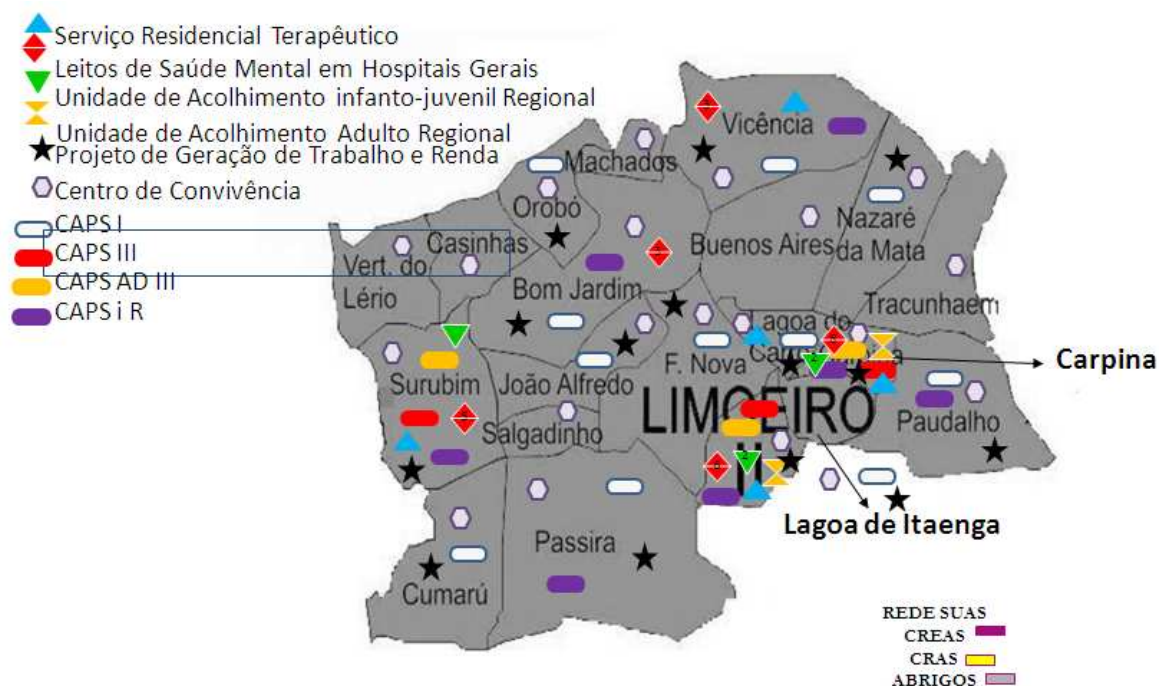 Serviço Residencial Terapêutico
Leitos de Saúde Mental em Hospitais Gerais
Unidade de Acolhimento infanto-juvenil Regional
Unidade de Acolhimento Adulto Regional
Projeto de Geração de Trabalho e Renda
Centro de Convivência
CAPS I
CAPS III
CAPS AD III
CAPS i R
Vicência
Machados
Orobó
Nazaré
da Mata
Casinhas
Buenos Aires
Vert. do
Lério
Bom Jardim
Tracunhaem
Lagoa do
F. Nova
Carpina
Surubim
João Alfredo
LIMOEIRO
Paudalho
Salgadinho
II
Lagoa de Itaenga
Passira
Cumarú
REDE SUAS
CREAS
CRAS
ABRIGOS